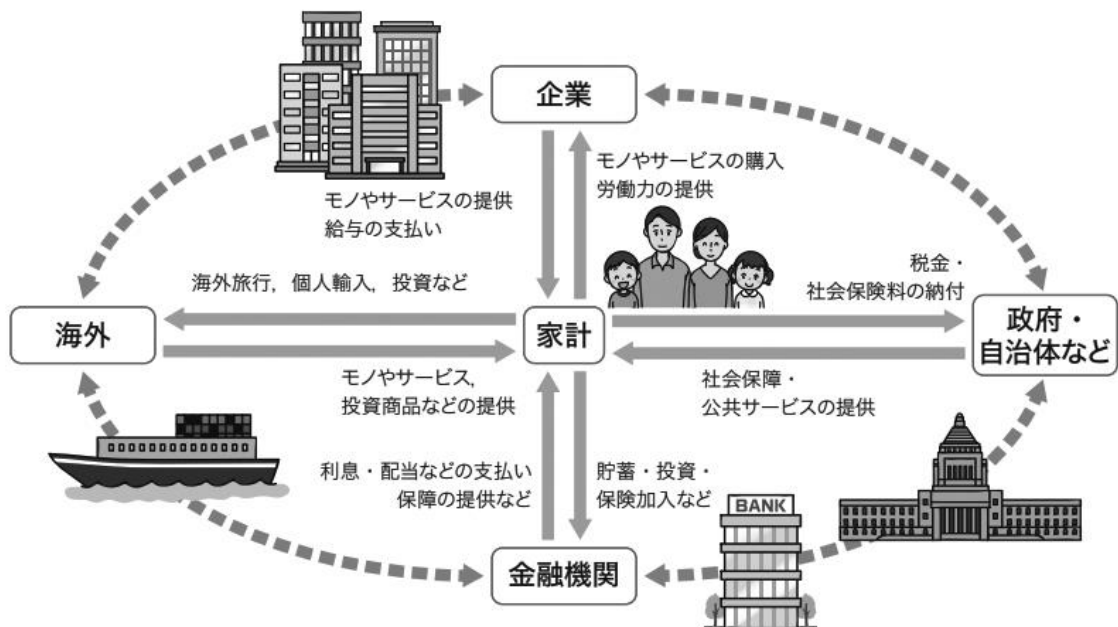 企業
モノやサービスの購入
労働力の提供
モノやサービスの提供
給与の支払い
海外旅行，個人輸入，投資など
税金・
社会保険料の納付
海外
家計
政府・
自治体など
モノやサービス，
投資商品などの提供
社会保障・
公共サービスの提供
利息・配当などの支払い
保障の提供など
貯蓄・投資・
保険加入など
BANK
金融機関